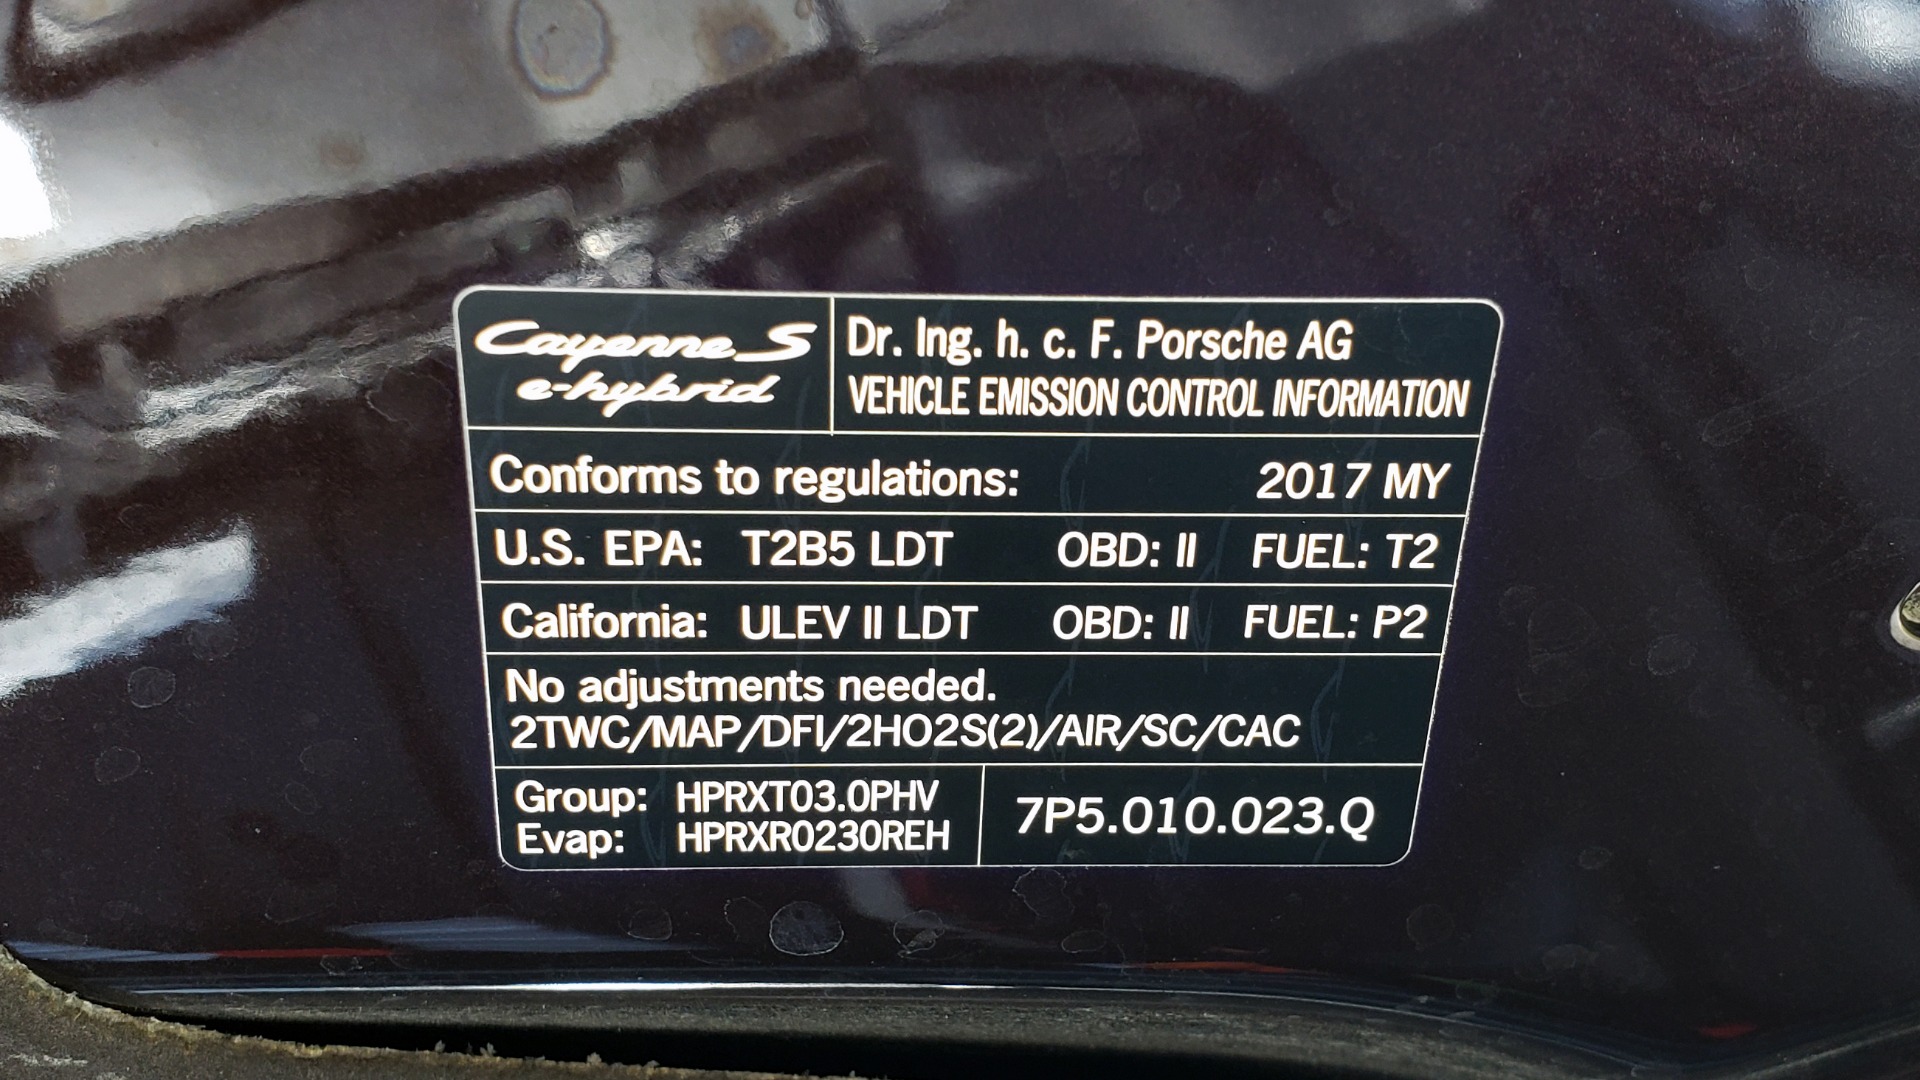 Cayenne S
e-hybrid
Dr. Ing. h. c. F. Porsche AG
VEHICLE EMISSION CONTROL INFORMATION
Conforms to regulations: 2017 MY
U.S. EPA: T2B5 LDT OBD: II FUEL: T2
California: ULEV II LDT OBD: II FUEL: P2
No adjustments needed.
2TWC/MAP/DFI/2HO2S(2)/AIR/SC/CAC
Group: HPRXT03.0PHV
Evap: HPRXR0230REH
7P5.010.023.Q